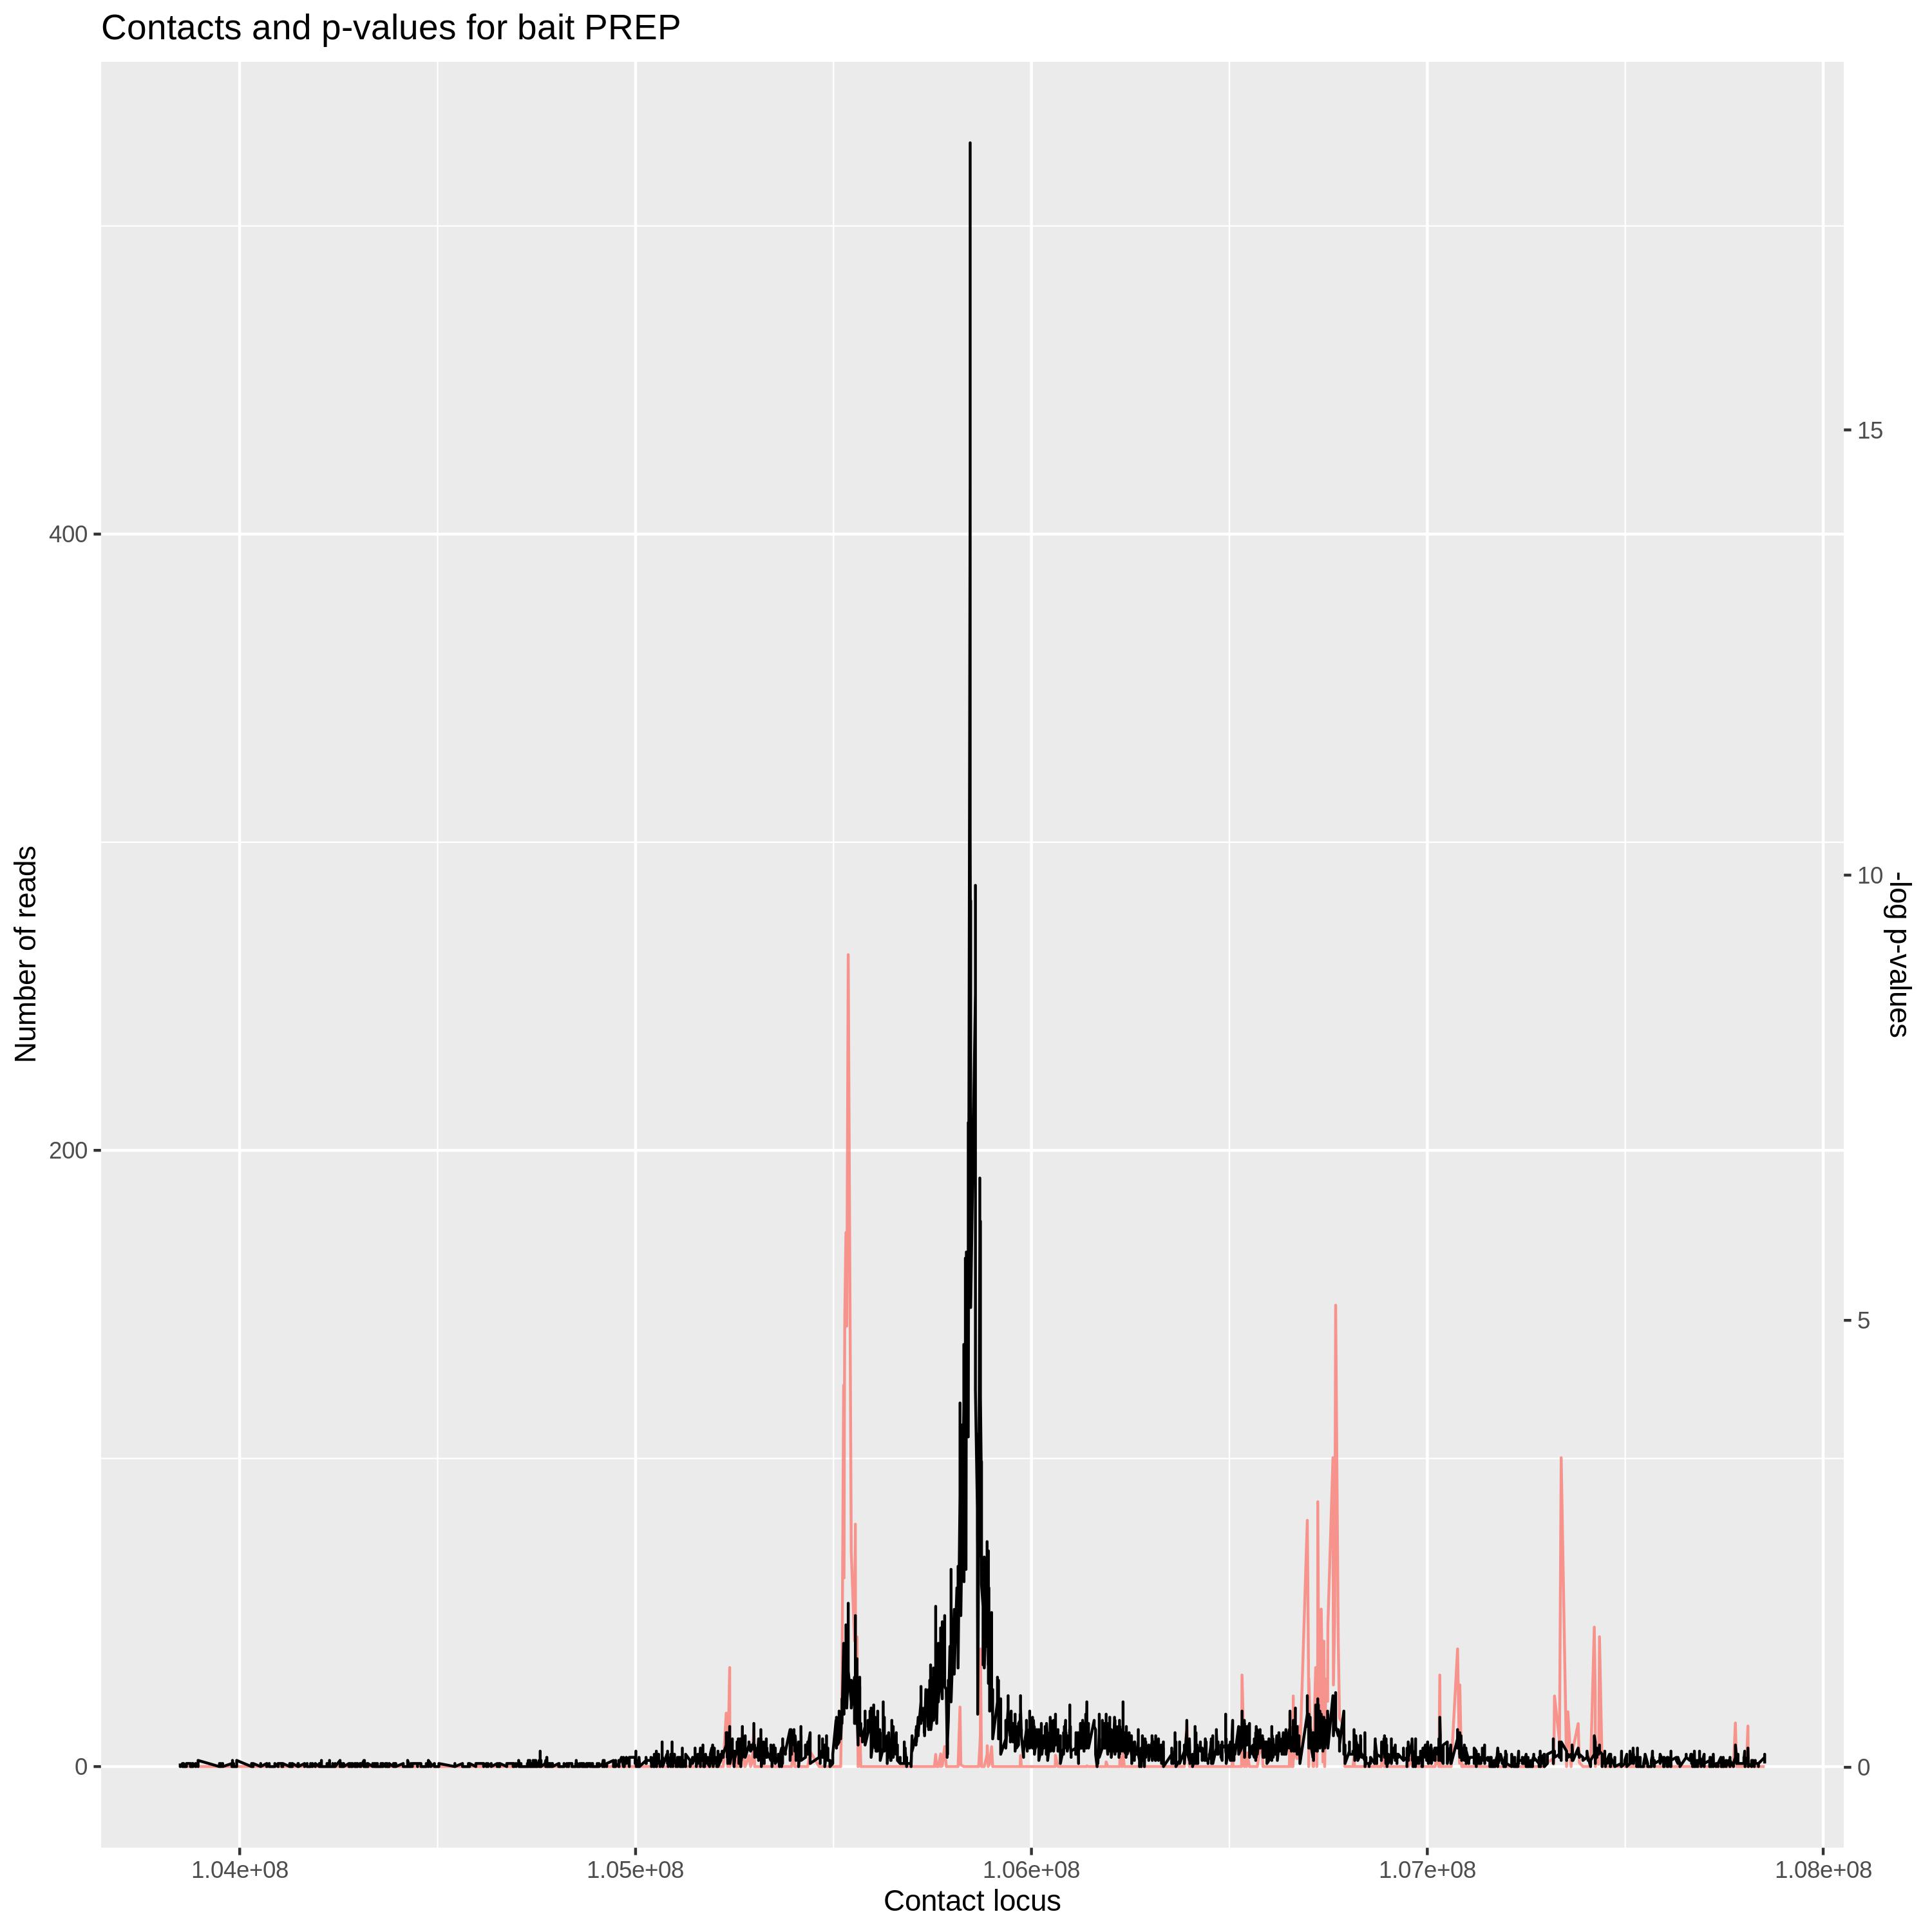 Contacts and p-values for bait PREP
Number of reads
400
200
0
15
10
5
0
-log p-values
1.04e+08
1.05e+08
1.06e+08
1.07e+08
1.08e+08
Contact locus